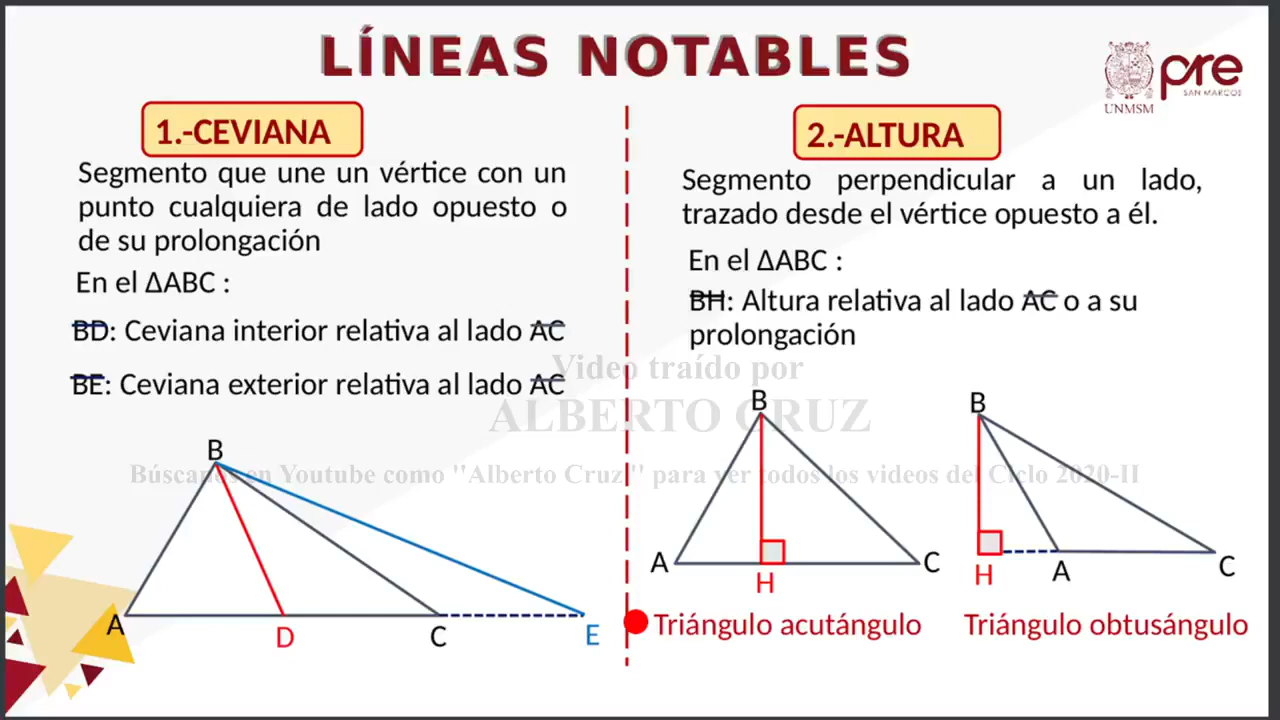 LÍNEAS NOTABLES
UNMSM
pre
SAN MARCOS
1.-CEVIANA
Segmento que une un vértice con un
punto cualquiera de lado opuesto o
de su prolongación
En el ΔABC :
BD: Ceviana interior relativa al lado AC
BE: Ceviana exterior relativa al lado AC
B
A
D
C
E
2.-ALTURA
Segmento perpendicular a un lado,
trazado desde el vértice opuesto a él.
En el ΔABC :
BH: Altura relativa al lado AC o a su
prolongación
B
A
H
C
Triángulo acutángulo
B
H
A
C
Triángulo obtusángulo
Video traído por
ALBERTO CRUZ
Búscanos en Youtube como "Alberto Cruz" para ver todos los videos del Ciclo 2020-II